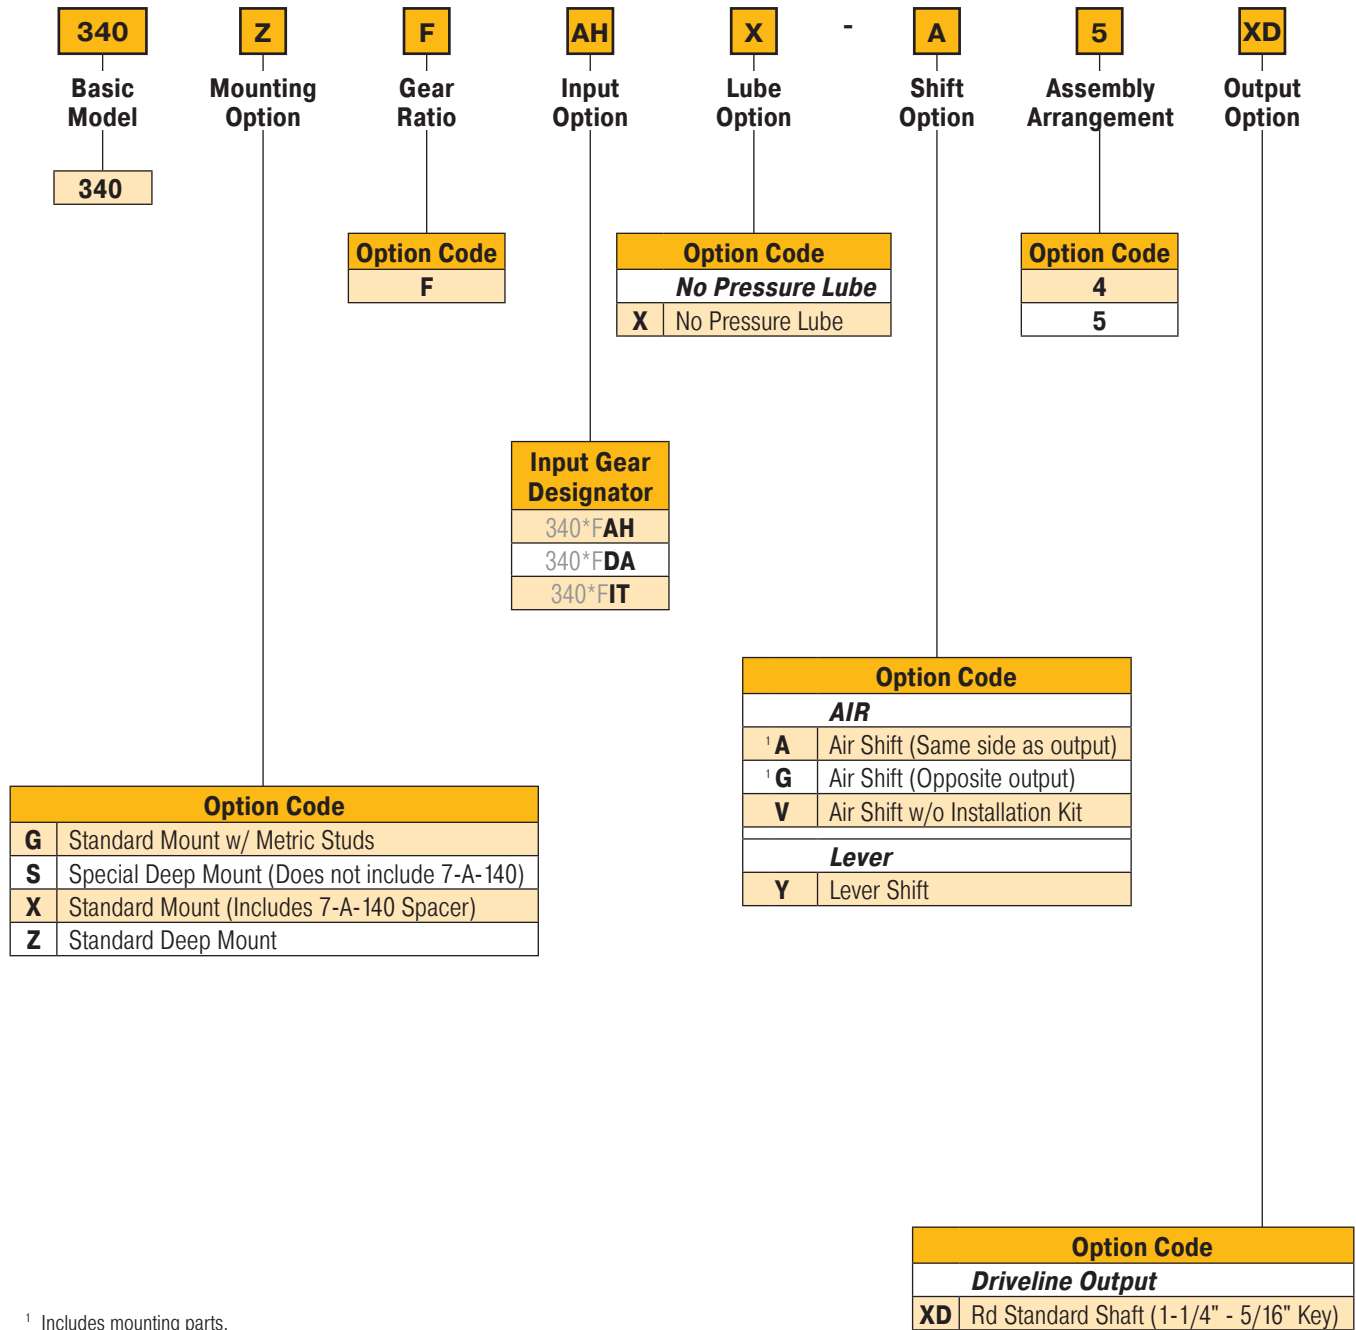 340 Z F AH X - A 5 XD
Basic Model
Mounting Option
Gear Ratio
Input Option
Lube Option
Shift Option
Assembly Arrangement
Output Option
340
Option Code
F
Option Code
No Pressure Lube
X No Pressure Lube
Option Code
4
5
Input Gear
Designator
340*FAH
340*FDA
340*FIT
Option Code
AIR
1 A Air Shift (Same side as output)
1 G Air Shift (Opposite output)
V Air Shift w/o Installation Kit
Lever
Y Lever Shift
Option Code
G Standard Mount w/ Metric Studs
S Special Deep Mount (Does not include 7-A-140)
X Standard Mount (Includes 7-A-140 Spacer)
Z Standard Deep Mount
Option Code
Driveline Output
XD Rd Standard Shaft (1-1/4" - 5/16" Key)
1 Includes mounting parts.